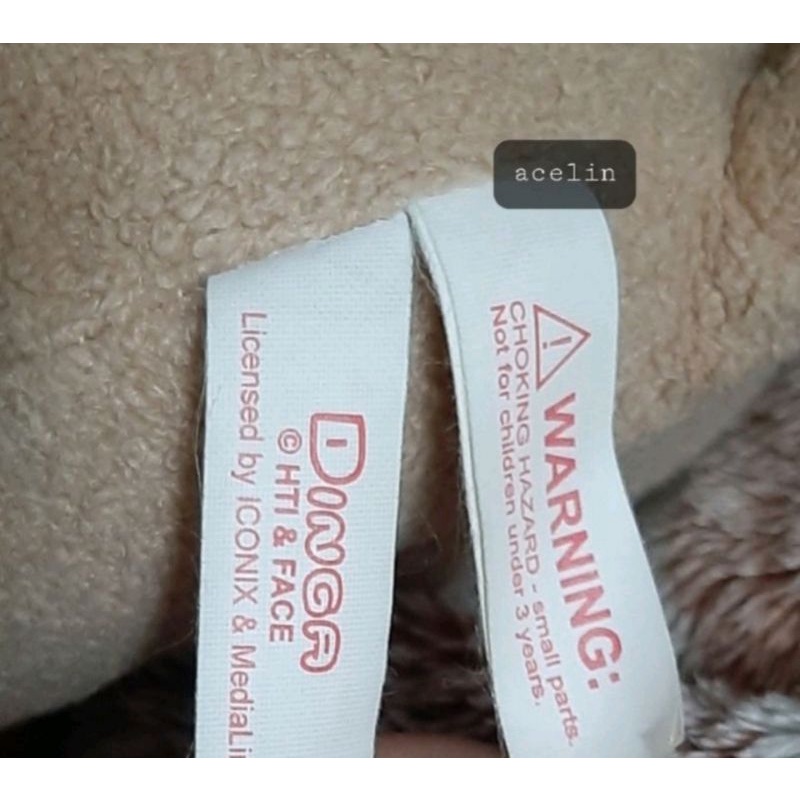 acelin
DINGA
© HTI & FACE
Licensed by ICONIX & MediaLi
WARNING:
CHOKING HAZARD - small parts.
Not for children under 3 years.